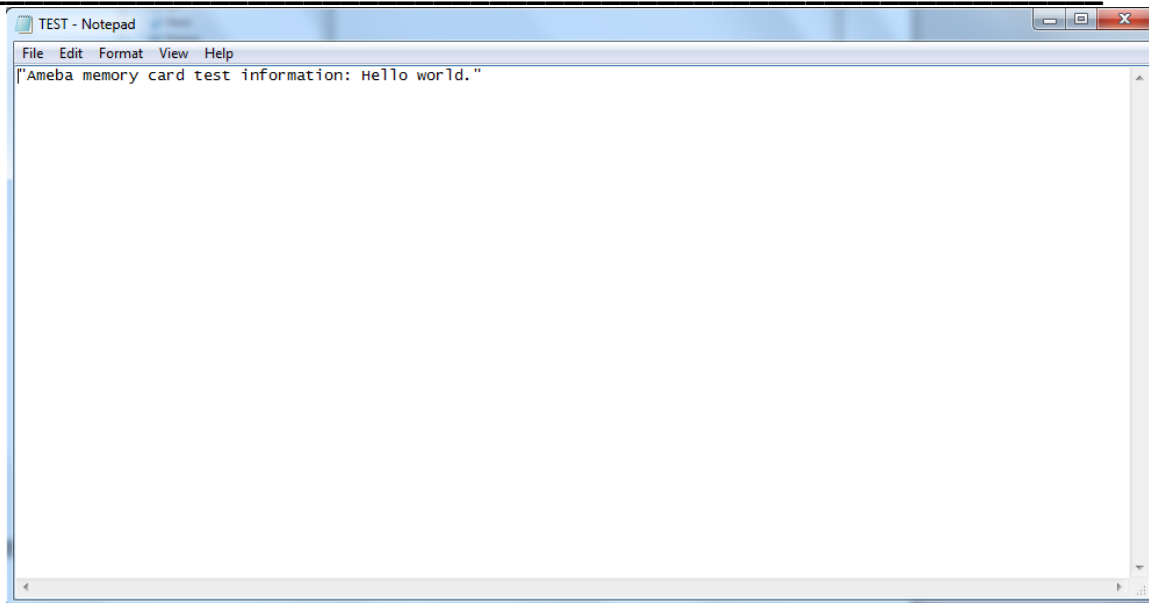 TEST - Notepad
File Edit Format View Help
"Ameba memory card test information: Hello world."